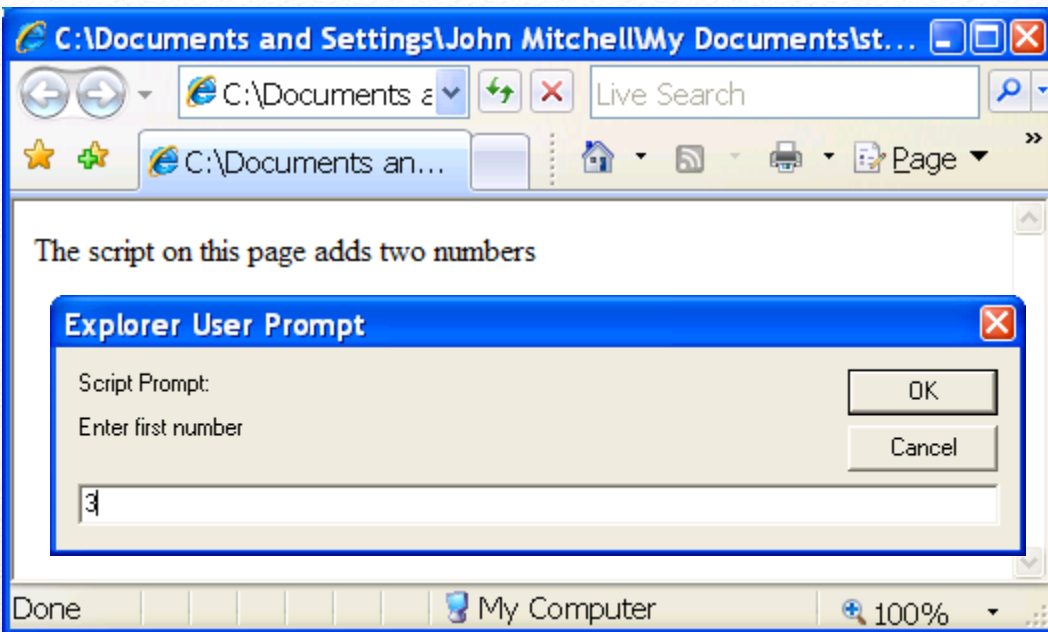 C:\Documents and Settings\John Mitchell\My Documents\st...
C:\Documents a
Live Search
C:\Documents an...
Page
»
The script on this page adds two numbers
Explorer User Prompt
Script Prompt:
OK
Enter first number
Cancel
3
Done
My Computer
100%